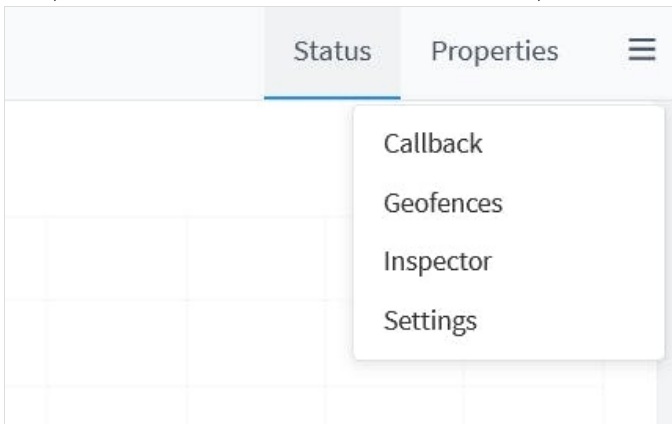 Status Properties
Callback
Geofences
Inspector
Settings